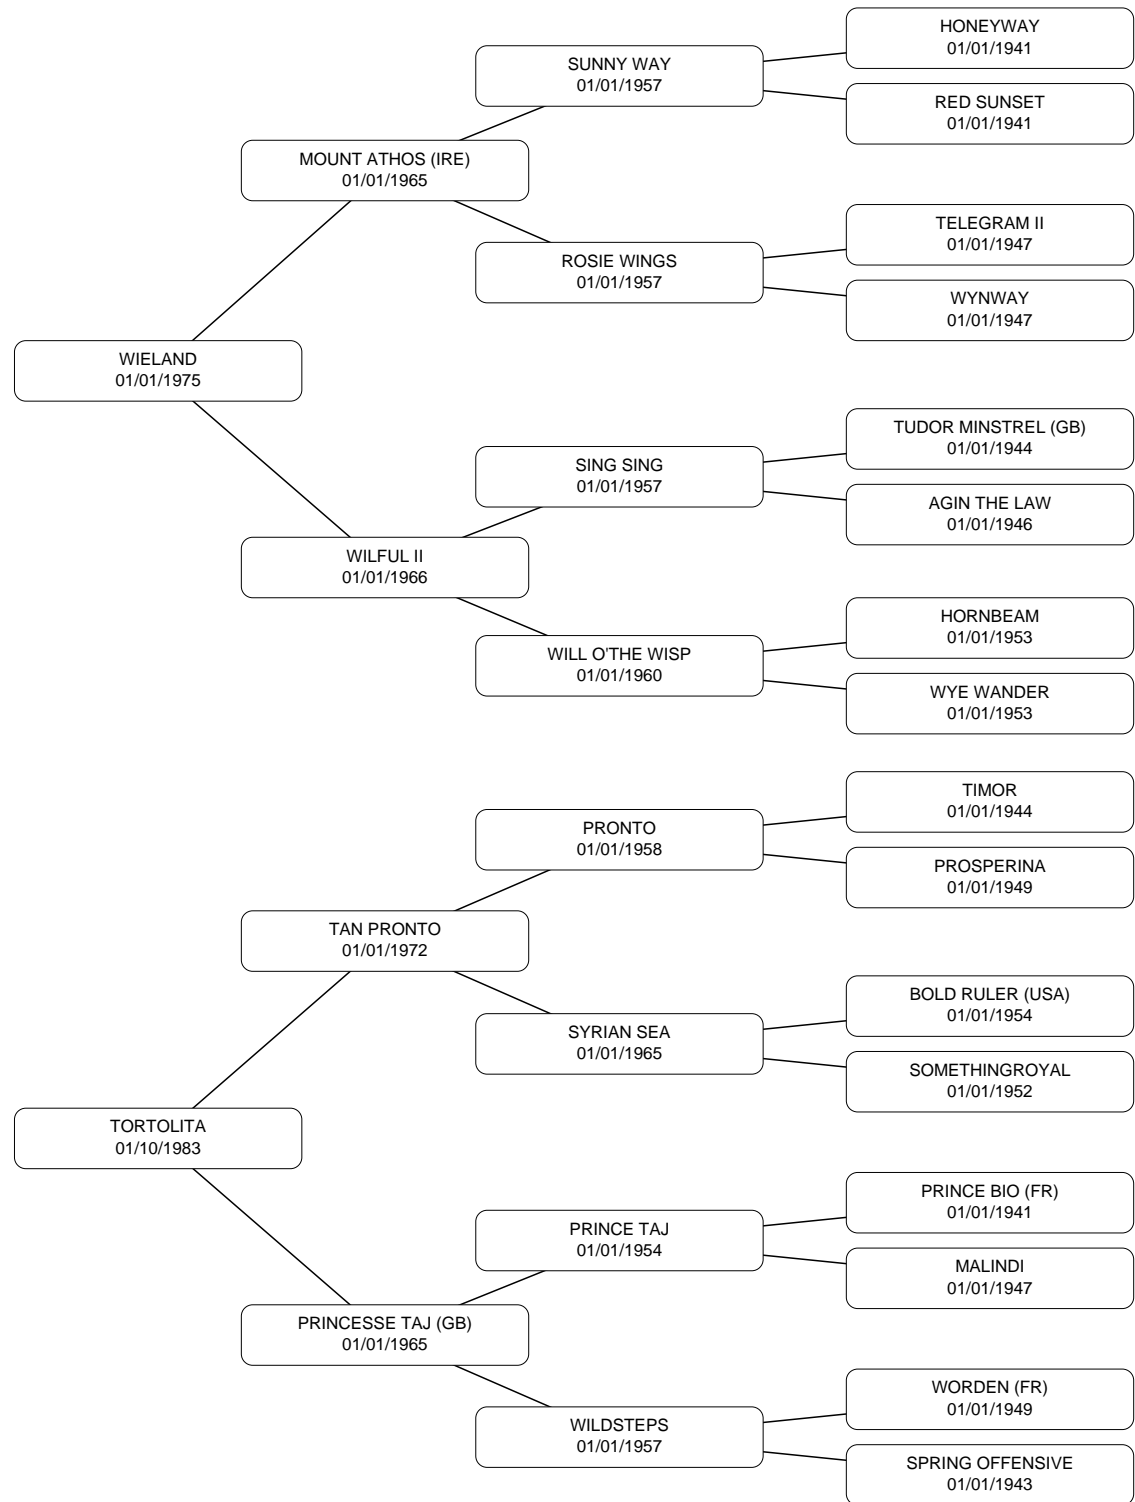 HONEYWAY
01/01/1941
SUNNY WAY
01/01/1957
RED SUNSET
01/01/1941
MOUNT ATHOS (IRE)
01/01/1965
TELEGRAM II
01/01/1947
ROSIE WINGS
01/01/1957
WYNWAY
01/01/1947
WIELAND
01/01/1975
TUDOR MINSTREL (GB)
01/01/1944
SING SING
01/01/1957
AGIN THE LAW
01/01/1946
WILFUL II
01/01/1966
HORNBEAM
01/01/1953
WILL O'THE WISP
01/01/1960
WYE WANDER
01/01/1953
TIMOR
01/01/1944
PRONTO
01/01/1958
PROSPERINA
01/01/1949
TAN PRONTO
01/01/1972
BOLD RULER (USA)
01/01/1954
SYRIAN SEA
01/01/1965
SOMETHINGROYAL
01/01/1952
TORTOLITA
01/10/1983
PRINCE BIO (FR)
01/01/1941
PRINCE TAJ
01/01/1954
MALINDI
01/01/1947
PRINCESSE TAJ (GB)
01/01/1965
WORDEN (FR)
01/01/1949
WILDSTEPS
01/01/1957
SPRING OFFENSIVE
01/01/1943